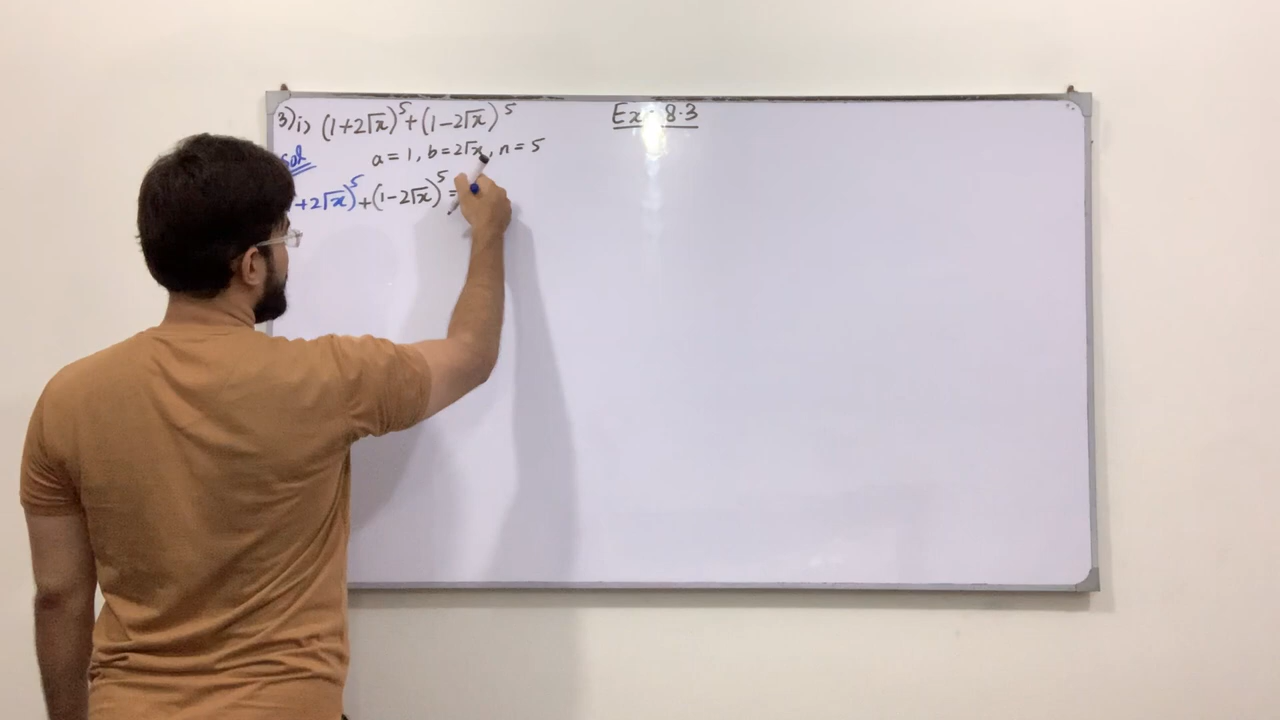 3) i) (1+2√x)⁵+(1-2√x)⁵
Ex 8.3
Sol
a=1, b=2√x, n=5
+2√x)⁵+(1-2√x)⁵=